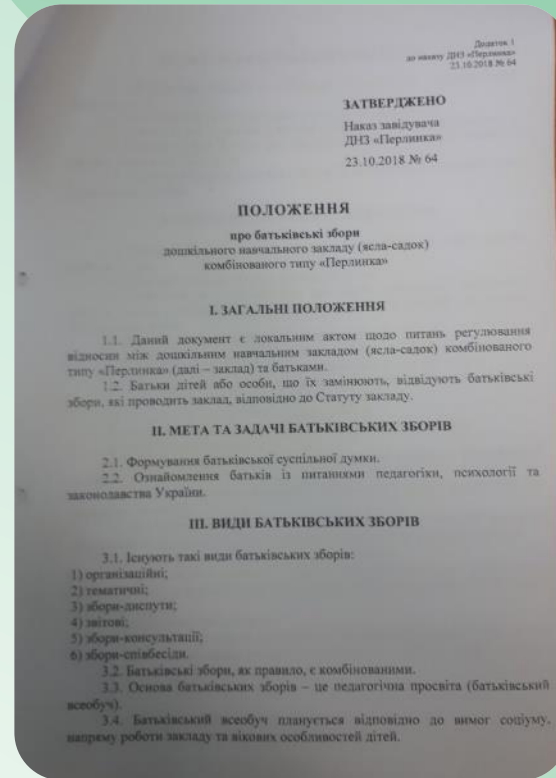 Додаток 1
до наказу ДНЗ «Перлинка»
23.10.2018 № 64
ЗАТВЕРДЖЕНО
Наказ завідувача
ДНЗ «Перлинка»
23.10.2018 № 64
ПОЛОЖЕННЯ
про батьківські збори
дошкільного навчального закладу (ясла-садок)
комбінованого типу «Перлинка»
І. ЗАГАЛЬНІ ПОЛОЖЕННЯ
1.1. Даний документ є локальним актом щодо питань регулювання
відносин між дошкільним навчальним закладом (ясла-садок) комбінованого
типу «Перлинка» (далі – заклад) та батьками.
1.2. Батьки дітей або особи, що їх замінюють, відвідують батьківські
збори, які проводить заклад, відповідно до Статуту закладу.
ІІ. МЕТА ТА ЗАДАЧІ БАТЬКІВСЬКИХ ЗБОРІВ
2.1. Формування батьківської суспільної думки.
2.2. Ознайомлення батьків із питаннями педагогіки, психології та
законодавства України.
ІІІ. ВИДИ БАТЬКІВСЬКИХ ЗБОРІВ
3.1. Існують такі види батьківських зборів:
1) організаційні;
2) тематичні;
3) збори-диспути;
4) звітові;
5) збори-консультації;
6) збори-співбесіди.
3.2. Батьківські збори, як правило, є комбінованими.
3.3. Основа батьківських зборів – це педагогічна просвіта (батьківський
всеобуч).
3.4. Батьківський всеобуч планується відповідно до вимог соціуму,
напряму роботи закладу та вікових особливостей дітей.